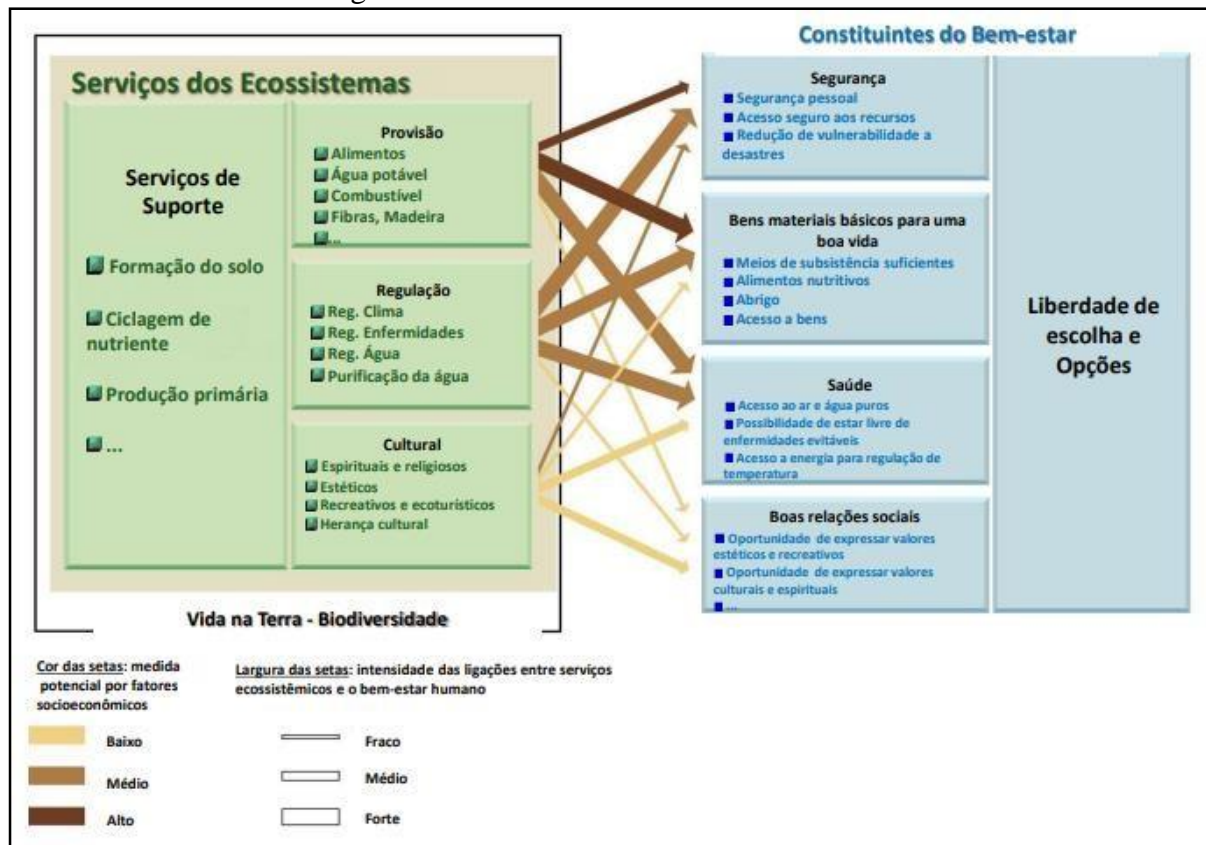 Constituintes do Bem-estar
Serviços dos Ecossistemas
Serviços de
Suporte
Formação do solo
Ciclagem de
nutriente
Produção primária
...
Provisão
Alimentos
Água potável
Combustível
Fibras, Madeira
...
Regulação
Reg. Clima
Reg. Enfermidades
Reg. Água
Purificação da água
Cultural
Espirituais e religiosos
Estéticos
Recreativos e ecoturísticos
Herança cultural
Vida na Terra - Biodiversidade
Segurança
Segurança pessoal
Acesso seguro aos recursos
Redução de vulnerabilidade a
desastres
Bens materiais básicos para uma
boa vida
Meios de subsistência suficientes
Alimentos nutritivos
Abrigo
Acesso a bens
Saúde
Acesso ao ar e água puros
Possibilidade de estar livre de
enfermidades evitáveis
Acesso a energia para regulação de
temperatura
Boas relações sociais
Oportunidade de expressar valores
estéticos e recreativos
Oportunidade de expressar valores
culturais e espirituais
...
Liberdade de
escolha e
Opções
Cor das setas: medida
potencial por fatores
socioeconômicos
Baixo
Médio
Alto
Largura das setas: intensidade das ligações entre serviços
ecossistêmicos e o bem-estar humano
Fraco
Médio
Forte